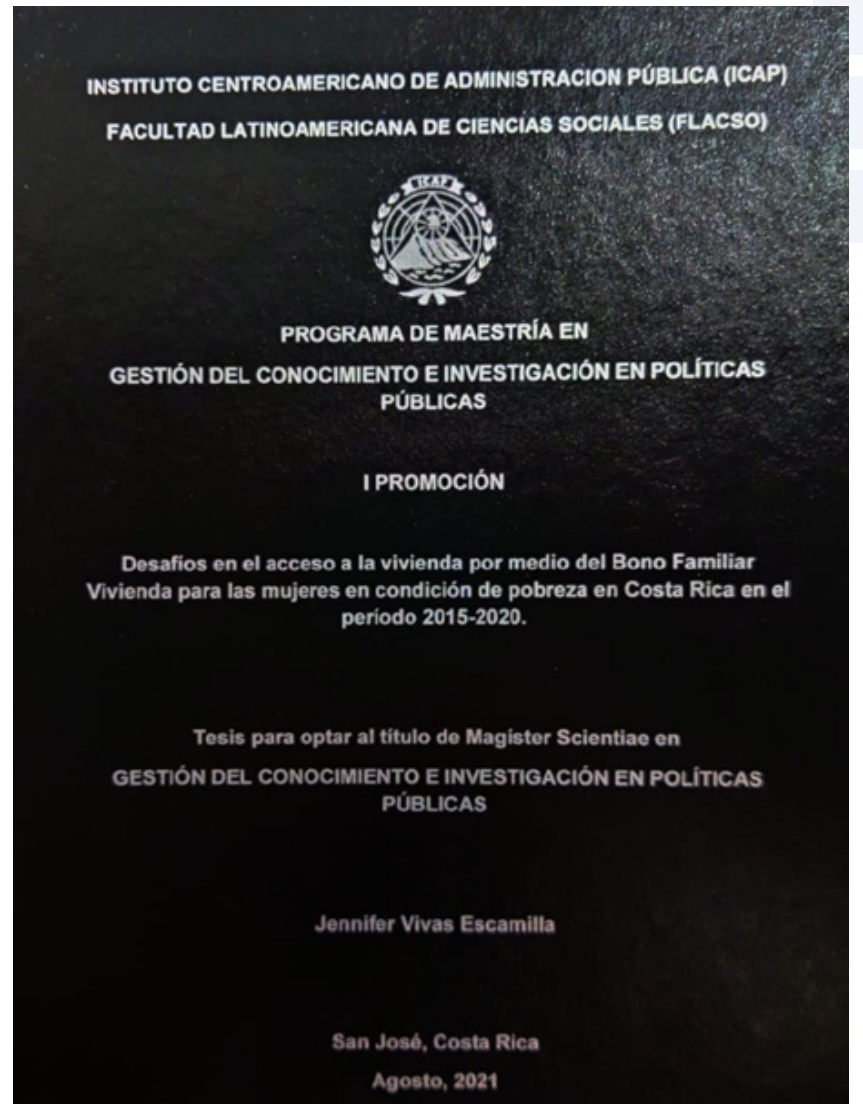 INSTITUTO CENTROAMERICANO DE ADMINISTRACION PÚBLICA (ICAP)
FACULTAD LATINOAMERICANA DE CIENCIAS SOCIALES (FLACSO)
ICAP
PROGRAMA DE MAESTRÍA EN
GESTIÓN DEL CONOCIMIENTO E INVESTIGACIÓN EN POLÍTICAS
PÚBLICAS
I PROMOCIÓN
Desafíos en el acceso a la vivienda por medio del Bono Familiar
Vivienda para las mujeres en condición de pobreza en Costa Rica en el
período 2015-2020.
Tesis para optar al título de Magister Scientiae en
GESTIÓN DEL CONOCIMIENTO E INVESTIGACIÓN EN POLÍTICAS
PÚBLICAS
Jennifer Vivas Escamilla
San José, Costa Rica
Agosto, 2021